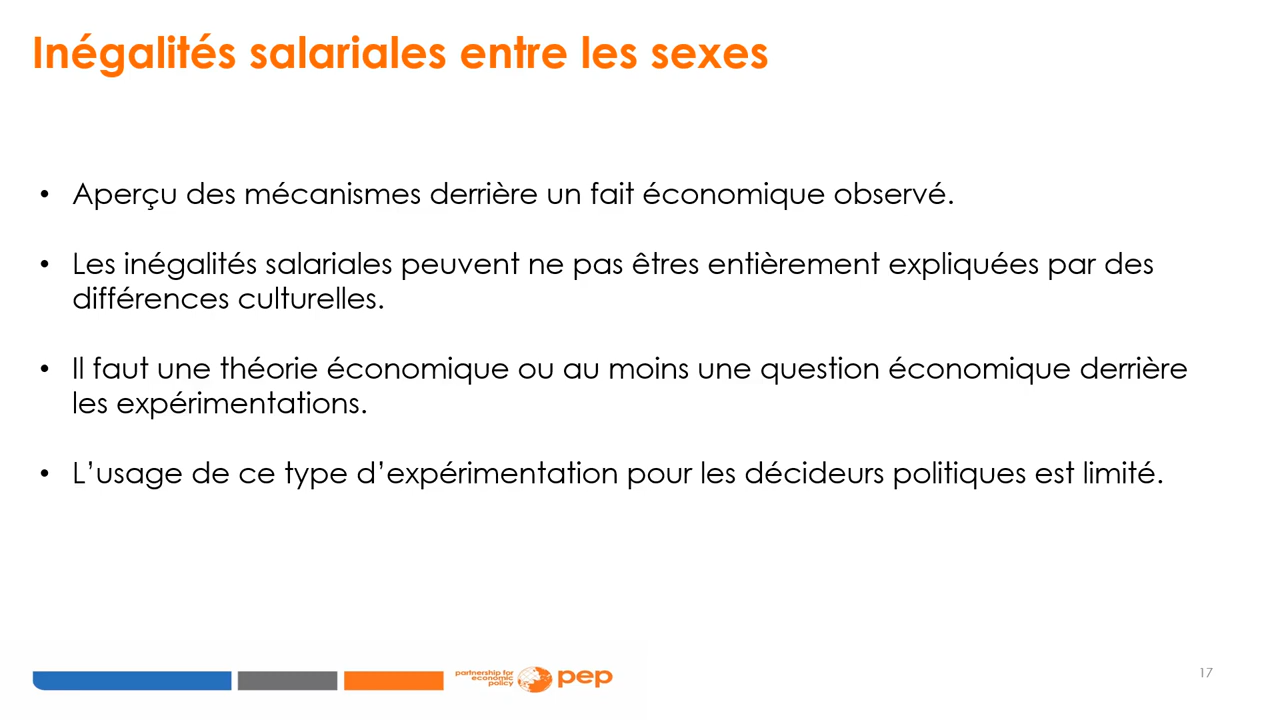 Inégalités salariales entre les sexes
• Aperçu des mécanismes derrière un fait économique observé.
• Les inégalités salariales peuvent ne pas êtres entièrement expliquées par des
différences culturelles.
• Il faut une théorie économique ou au moins une question économique derrière
les expérimentations.
• L’usage de ce type d’expérimentation pour les décideurs politiques est limité.
partnership for
economic
policy
pep
17